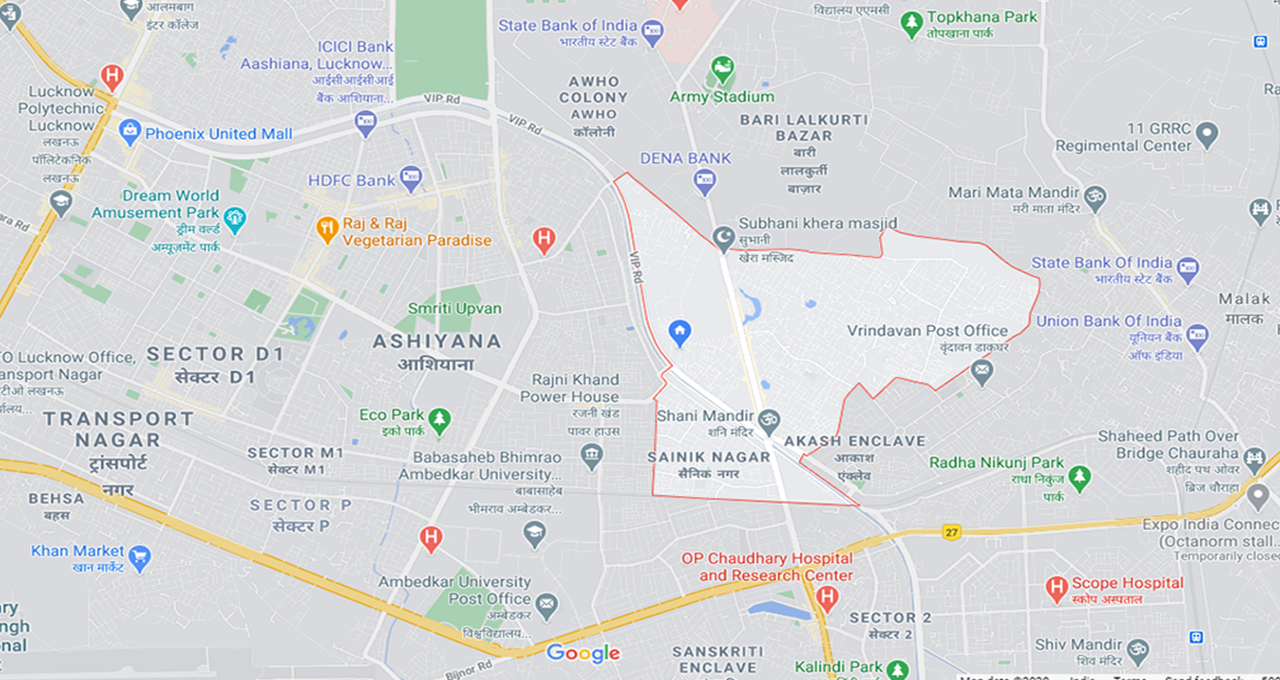 आलमबाग
इंटर कॉलेज
State Bank of India
भारतीय स्टेट बैंक
विद्यालय एएमसी
Topkhana Park
तोपखाना पार्क
ICICI Bank
Aashiana, Lucknow...
आईसीआईसीआई
बैंक आशियाना...
Lucknow
Polytechnic
Lucknow
लखनऊ
पॉलिटेकनिक
लखनऊ
Phoenix United Mall
VIP Rd
VIP Rd
AWHO
COLONY
AWHO
कॉलोनी
Army Stadium
BARI LALKURTI
BAZAR
बारी
लालकुर्ती
बाज़ार
11 GRRC
Regimental Center
DENA BANK
HDFC Bank
Dream World
Amusement Park
ड्रीम वर्ल्ड
अम्यूज़मेंट पार्क
Raj & Raj
Vegetarian Paradise
Mari Mata Mandir
मरी माता मंदिर
Subhani khera masjid
सुभानी
खेरा मस्जिद
VIP Rd
State Bank Of India
भारतीय स्टेट बैंक
Malak
मालक
Smriti Upvan
ASHIYANA
आशियाना
SECTOR D1
सेक्टर D1
TO Lucknow Office,
ansport Nagar
टीओ लखनऊ
Vrindavan Post Office
वृंदावन डाकघर
Union Bank Of India
यूनियन बैंक
ऑफ इंडिया
Rajni Khand
Power House
रजनी खंड
पावर हाउस
TRANSPORT
NAGAR
ट्रांसपोर्ट
नगर
Eco Park
इको पार्क
Shani Mandir
शनि मंदिर
SECTOR M1
सेक्टर M1
Babasaheb Bhimrao
Ambedkar University...
बाबासाहेब
भीमराव अम्बेडकर...
SAINIK NAGAR
सैनिक नगर
AKASH ENCLAVE
आकाश
एंक्लेव
Radha Nikunj Park
राधा निकुंज
पार्क
Shaheed Path Over
Bridge Chauraha
शहीद पथ ओवर
ब्रिज चौराहा
BEHSA
बहस
SECTOR P
सेक्टर P
27
Expo India Connec
(Octanorm stall...
Temporarily closed
Khan Market
खान मार्केट
OP Chaudhary Hospital
and Research Center
Ambedkar University
Post Office
अम्बेडकर
विश्वविद्यालय...
Scope Hospital
स्कोप अस्पताल
SECTOR 2
सेक्टर 2
Shiv Mandir
शिव मंदिर
Google
Bijnor Rd
SANSKRITI
ENCLAVE
Kalindi Park